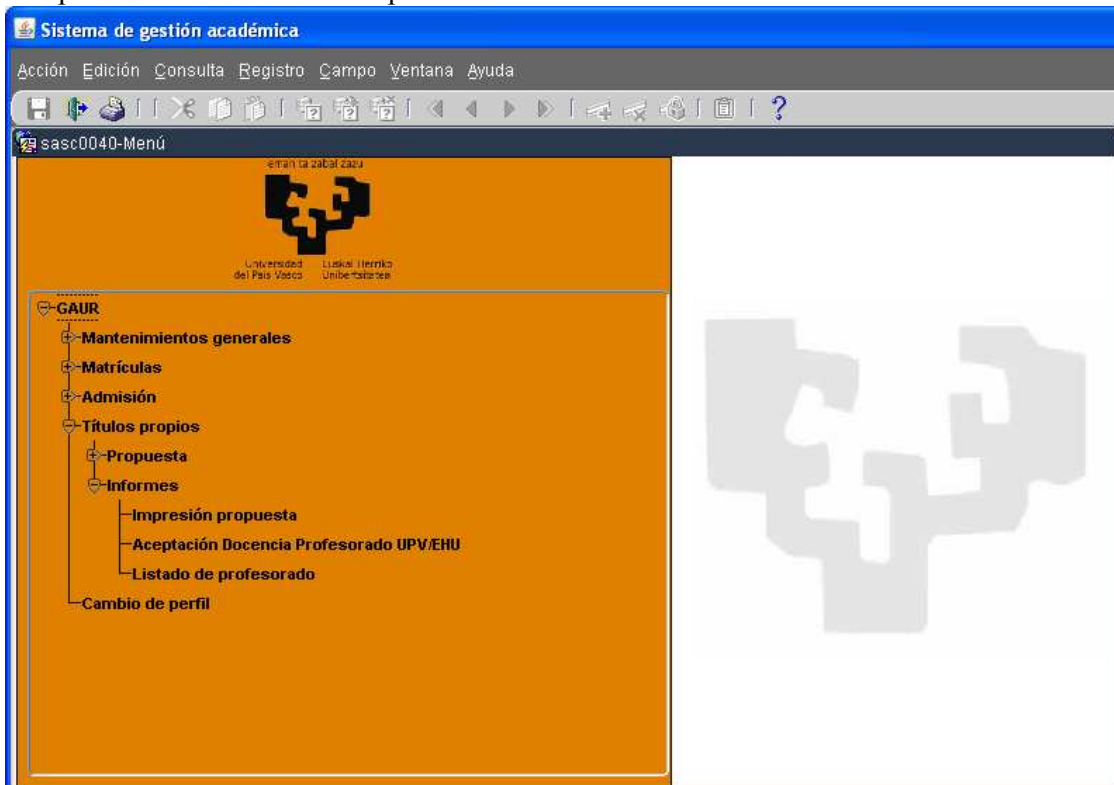 Sistema de gestión académica
Acción Edición Consulta Registro Campo Ventana Ayuda
sasc0040-Menú
eman ta zabal zazu
Universidad Euskal Herriko
del País Vasco Unibertsitatea
GAUR
Mantenimientos generales
Matrículas
Admisión
Títulos propios
Propuesta
Informes
Impresión propuesta
Aceptación Docencia Profesorado UPV/EHU
Listado de profesorado
Cambio de perfil